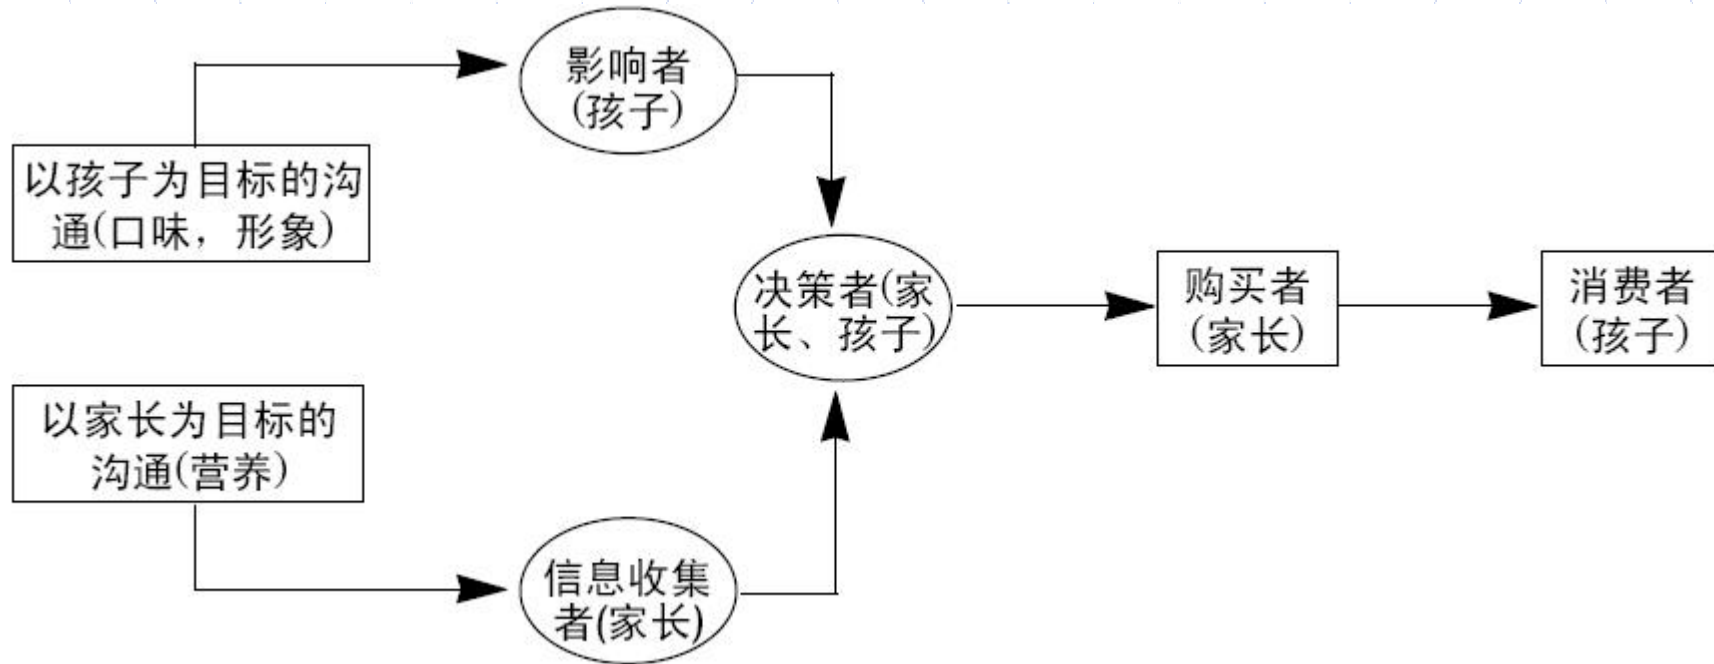 影响者
(孩子)
以孩子为目标的沟
通(口味，形象)
决策者(家
长、孩子)
购买者
(家长)
消费者
(孩子)
以家长为目标的
沟通(营养)
信息收集
者(家长)